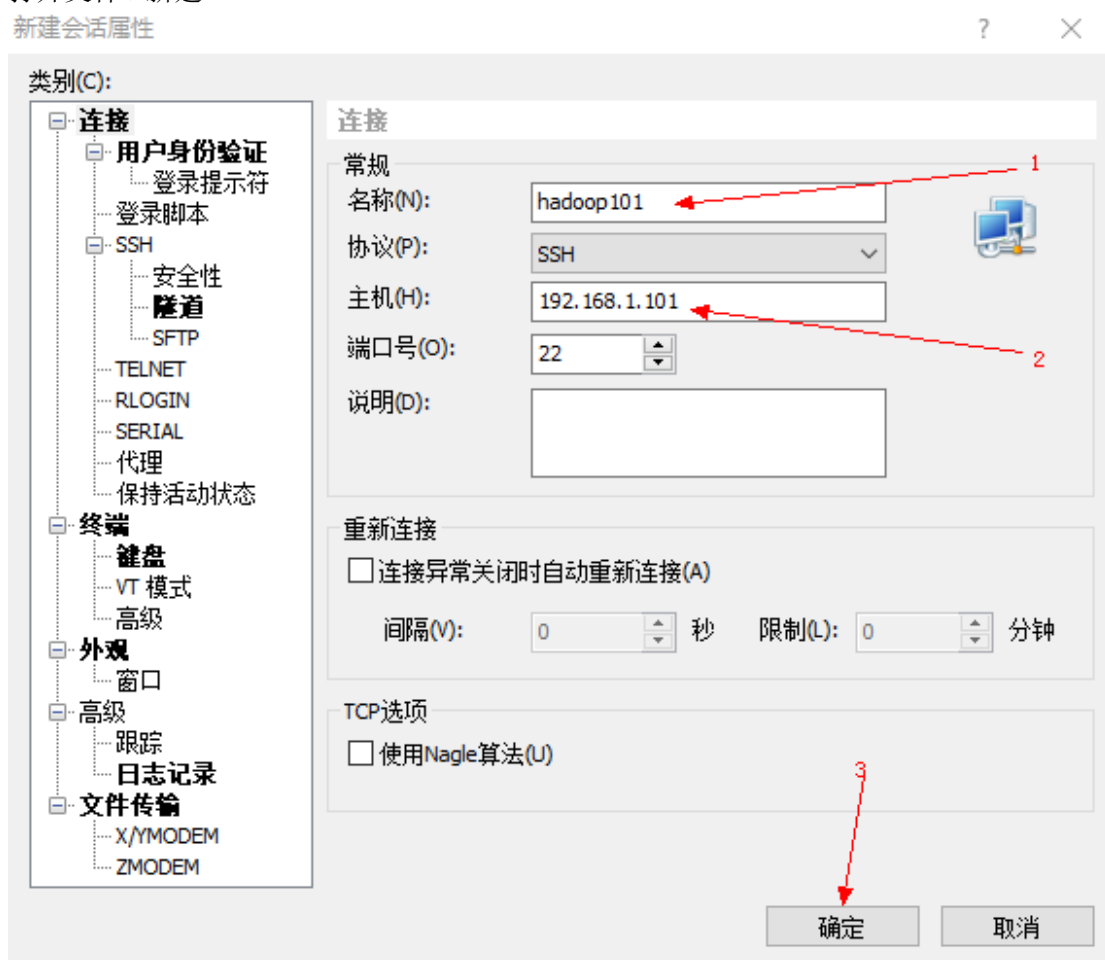 新建会话属性 ? ×
类别(C):
连接
用户身份验证
登录提示符
登录脚本
SSH
安全性
隧道
SFTP
TELNET
RLOGIN
SERIAL
代理
保持活动状态
终端
键盘
VT 模式
高级
外观
窗口
高级
跟踪
日志记录
文件传输
X/YMODEM
ZMODEM
连接
常规
1
名称(N): hadoop101
协议(P): SSH
主机(H): 192.168.1.101
端口号(O): 22
2
说明(D):
重新连接
连接异常关闭时自动重新连接(A)
间隔(V): 0 秒 限制(L): 0 分钟
TCP选项
使用Nagle算法(U)
3
确定 取消